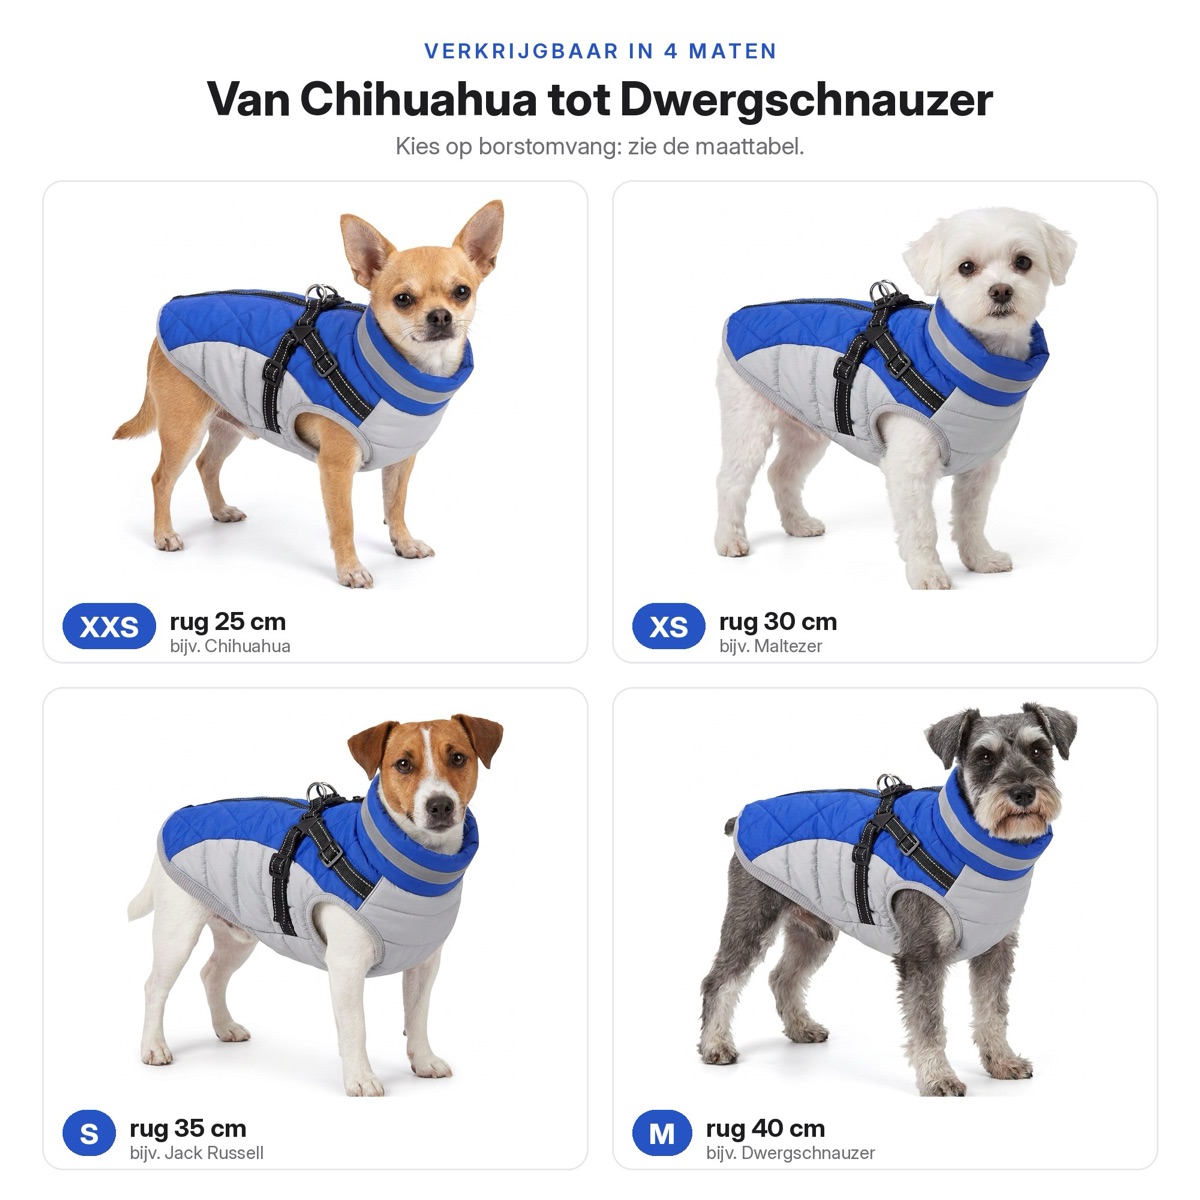 VERKRIJGBAAR IN 4 MATEN
Van Chihuahua tot Dwergschnauzer
Kies op borstomvang: zie de maattabel.
XXS
rug 25 cm
bijv. Chihuahua
XS
rug 30 cm
bijv. Maltezer
S
rug 35 cm
bijv. Jack Russell
M
rug 40 cm
bijv. Dwergschnauzer